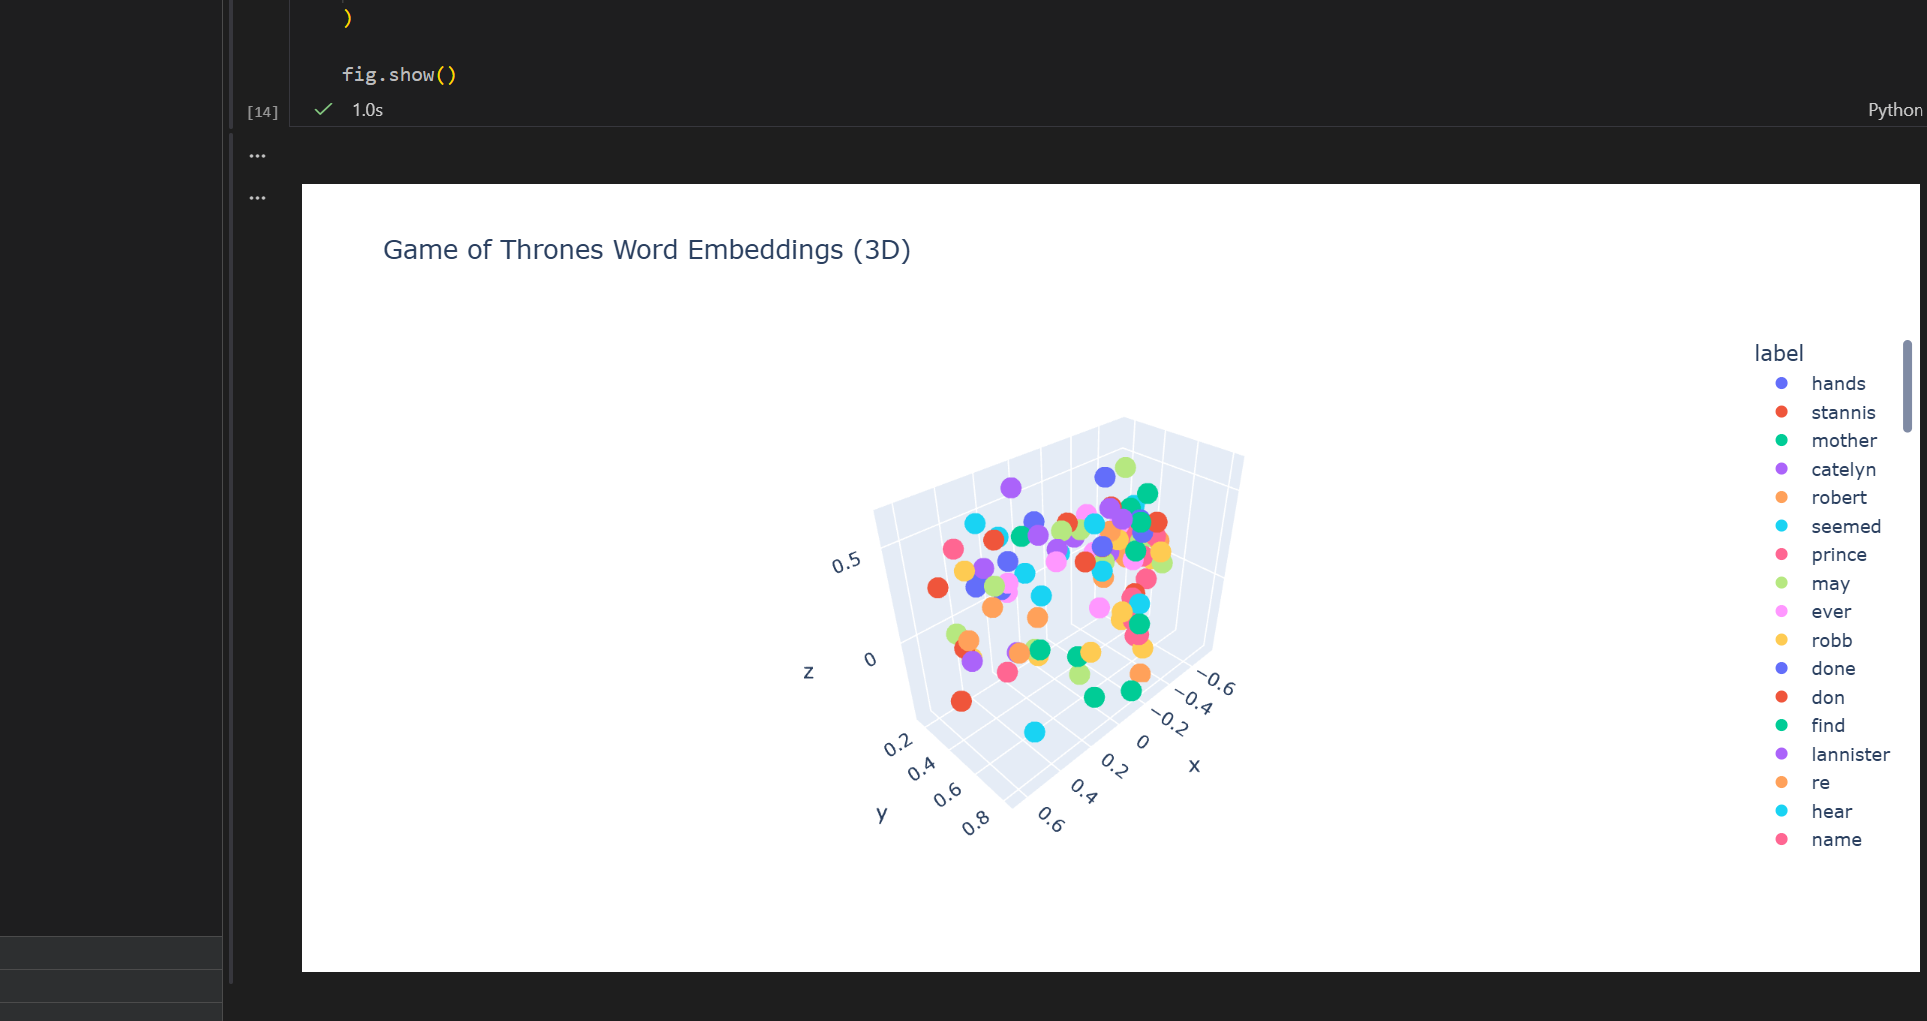 )
fig.show()
[14]
1.0s
Python
...
...
Game of Thrones Word Embeddings (3D)
label
hands
stannis
mother
catelyn
robert
seemed
prince
may
ever
robb
done
don
find
lannister
re
hear
name
0.5
0
z
0.2
0.4
0.6
0.8
y
0.6
0.4
0.2
0
−0.2
−0.4
−0.6
x